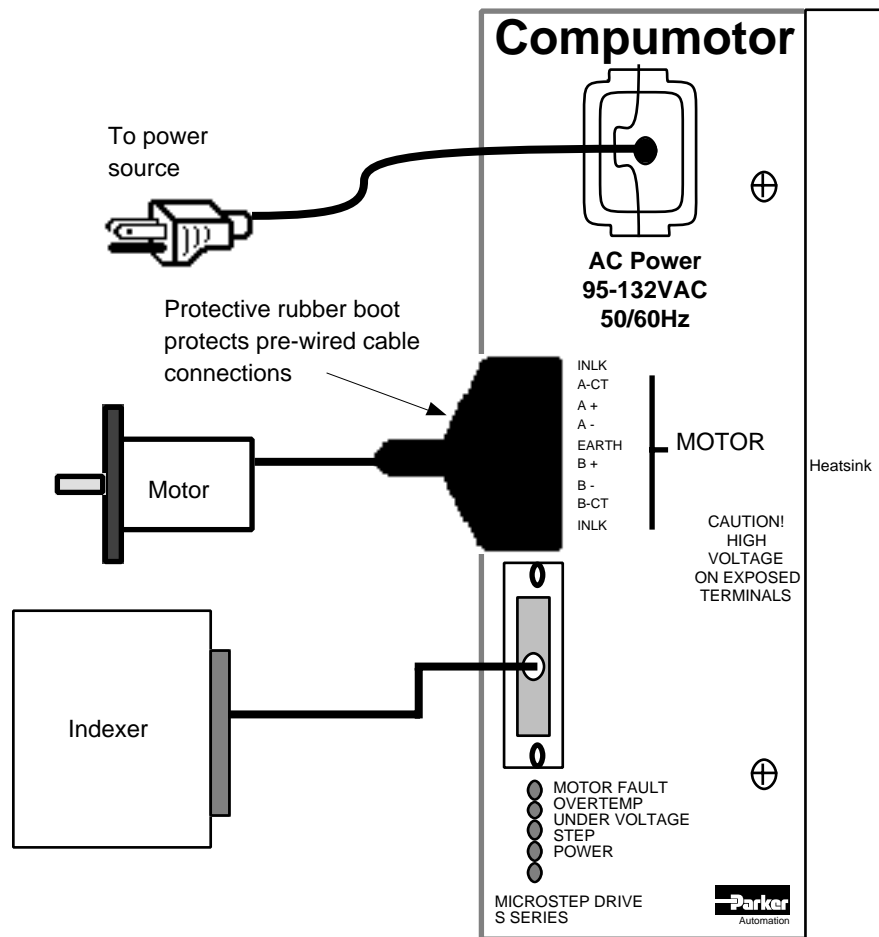 Compumotor
To power
source
AC Power
95-132VAC
50/60Hz
Protective rubber boot
protects pre-wired cable
connections
INLK
A-CT
A +
A -
EARTH
B +
B -
B-CT
INLK
MOTOR
Heatsink
Motor
CAUTION!
HIGH
VOLTAGE
ON EXPOSED
TERMINALS
Indexer
MOTOR FAULT
OVERTEMP
UNDER VOLTAGE
STEP
POWER
MICROSTEP DRIVE
S SERIES
Parker
Automation